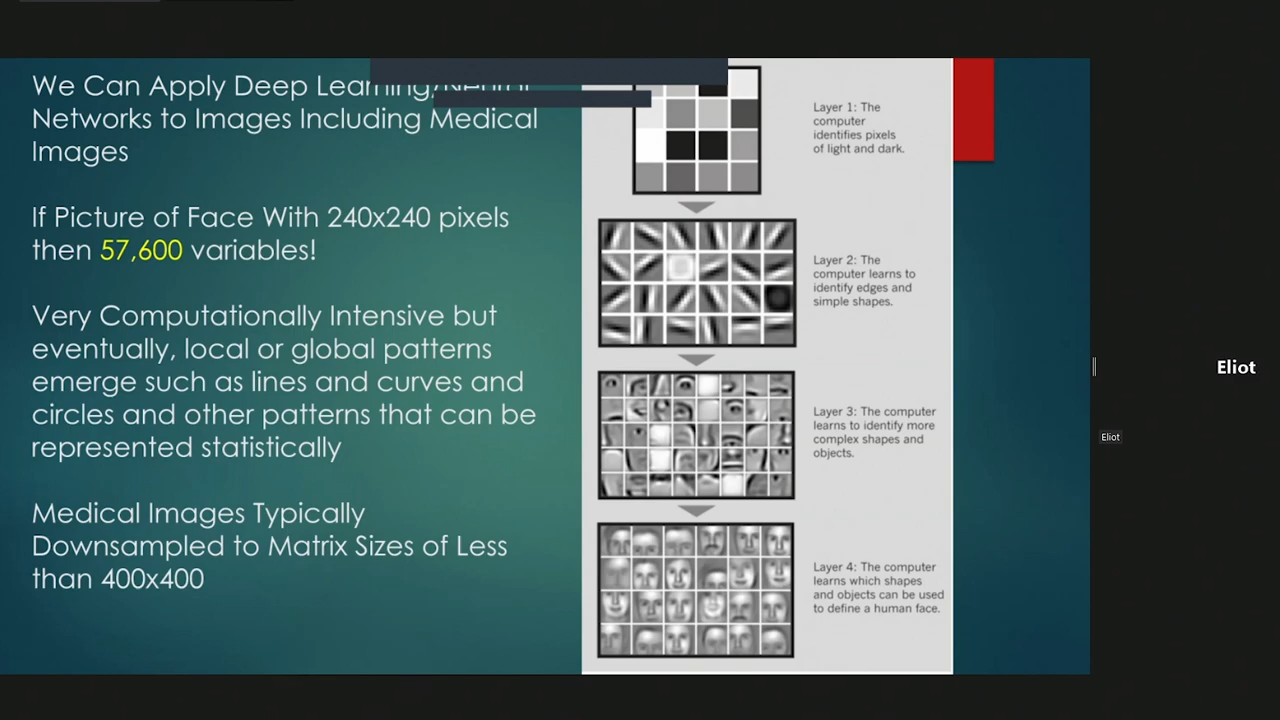 We Can Apply Deep Learning/Neural
Networks to Images Including Medical
Images
If Picture of Face With 240x240 pixels
then 57,600 variables!
Very Computationally Intensive but
eventually, local or global patterns
emerge such as lines and curves and
circles and other patterns that can be
represented statistically
Medical Images Typically
Downsampled to Matrix Sizes of Less
than 400x400
Layer 1: The
computer
identifies pixels
of light and dark.
Layer 2: The
computer learns to
identify edges and
simple shapes.
Layer 3: The computer
learns to identify more
complex shapes and
objects.
Layer 4: The computer
learns which shapes
and objects can be used
to define a human face.
Eliot
Eliot